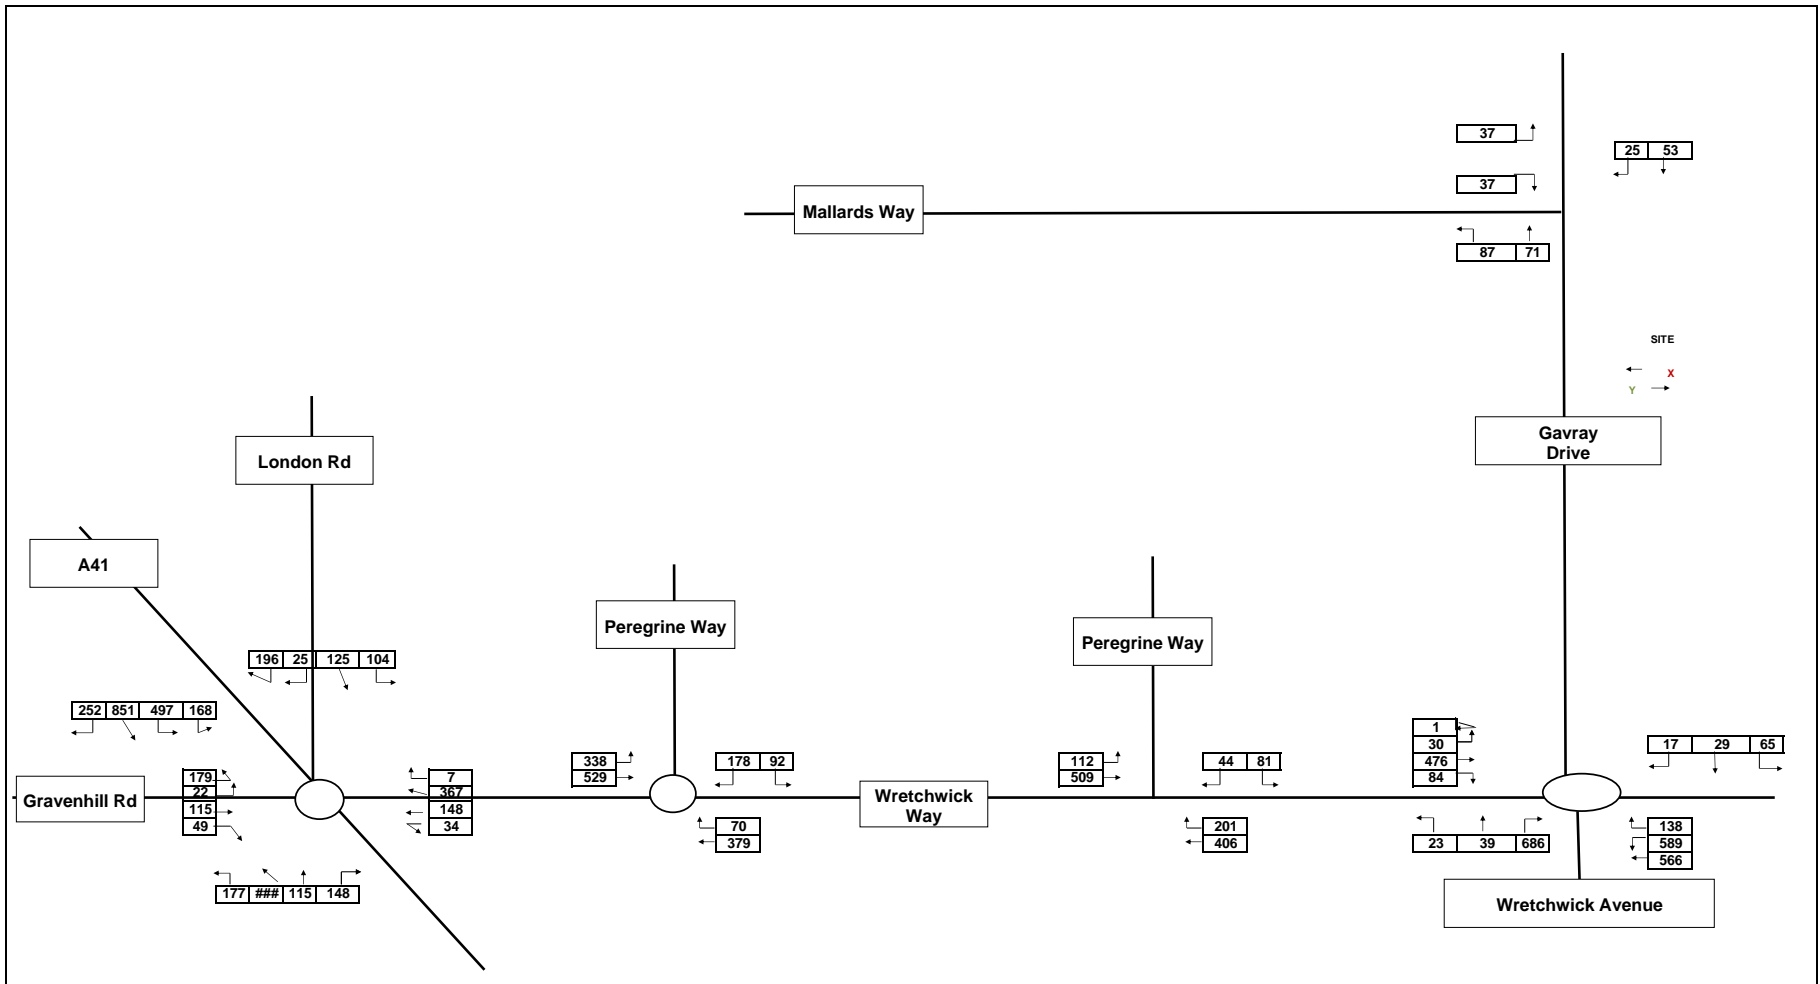 37
25 53
37
Mallards Way
87 71
SITE
X
Y
Gavray
Drive
London Rd
A41
Peregrine Way
Peregrine Way
196 25 125 104
252 851 497 168
1
30
476
84
17 29 65
338
529
178 92
112
509
44 81
Gravenhill Rd
179
22
115
49
7
367
148
34
Wretchwick
Way
70
379
201
406
23 39 686
138
589
566
177 ### 115 148
Wretchwick Avenue